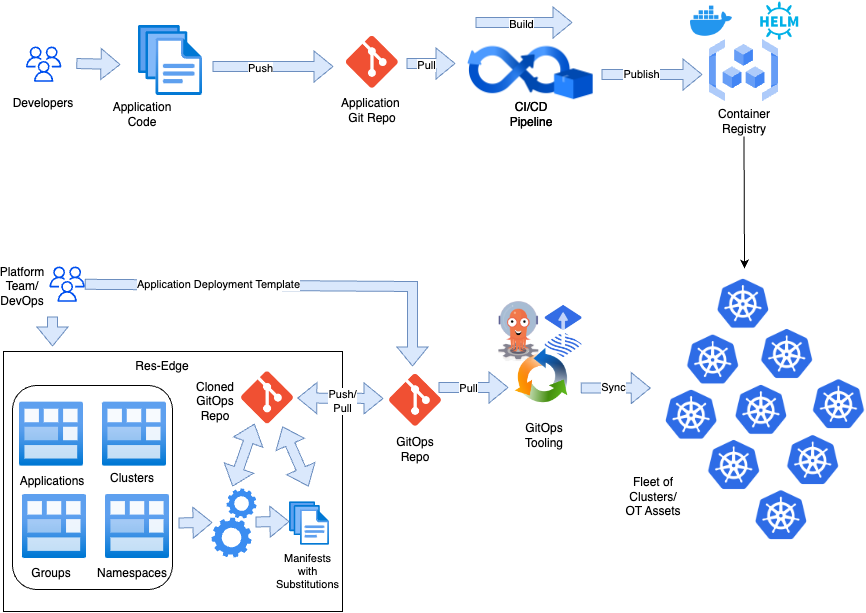 Build
HELM
Push
Pull
Publish
Developers
Application
Code
Application
Git Repo
CI/CD
Pipeline
Container
Registry
Platform
Team/
DevOps
Application Deployment Template
Res-Edge
Cloned
GitOps
Repo
Push/
Pull
Pull
Sync
GitOps
Repo
GitOps
Tooling
Applications
Clusters
Groups
Namespaces
Manifests
with
Substitutions
Fleet of
Clusters/
OT Assets